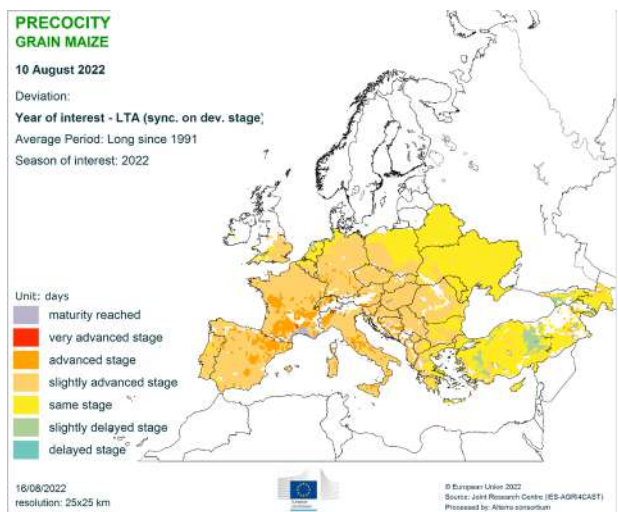 PRECOCITY
GRAIN MAIZE
10 August 2022
Deviation:
Year of interest - LTA (sync. on dev. stage)
Average Period: Long since 1991
Season of interest: 2022
Unit: days
maturity reached
very advanced stage
advanced stage
slightly advanced stage
same stage
slightly delayed stage
delayed stage
16/08/2022
resolution: 25x25 km
© European Union 2022
Source: Joint Research Centre (IES-AGRI4CAST)
Processed by: Alterra consortium